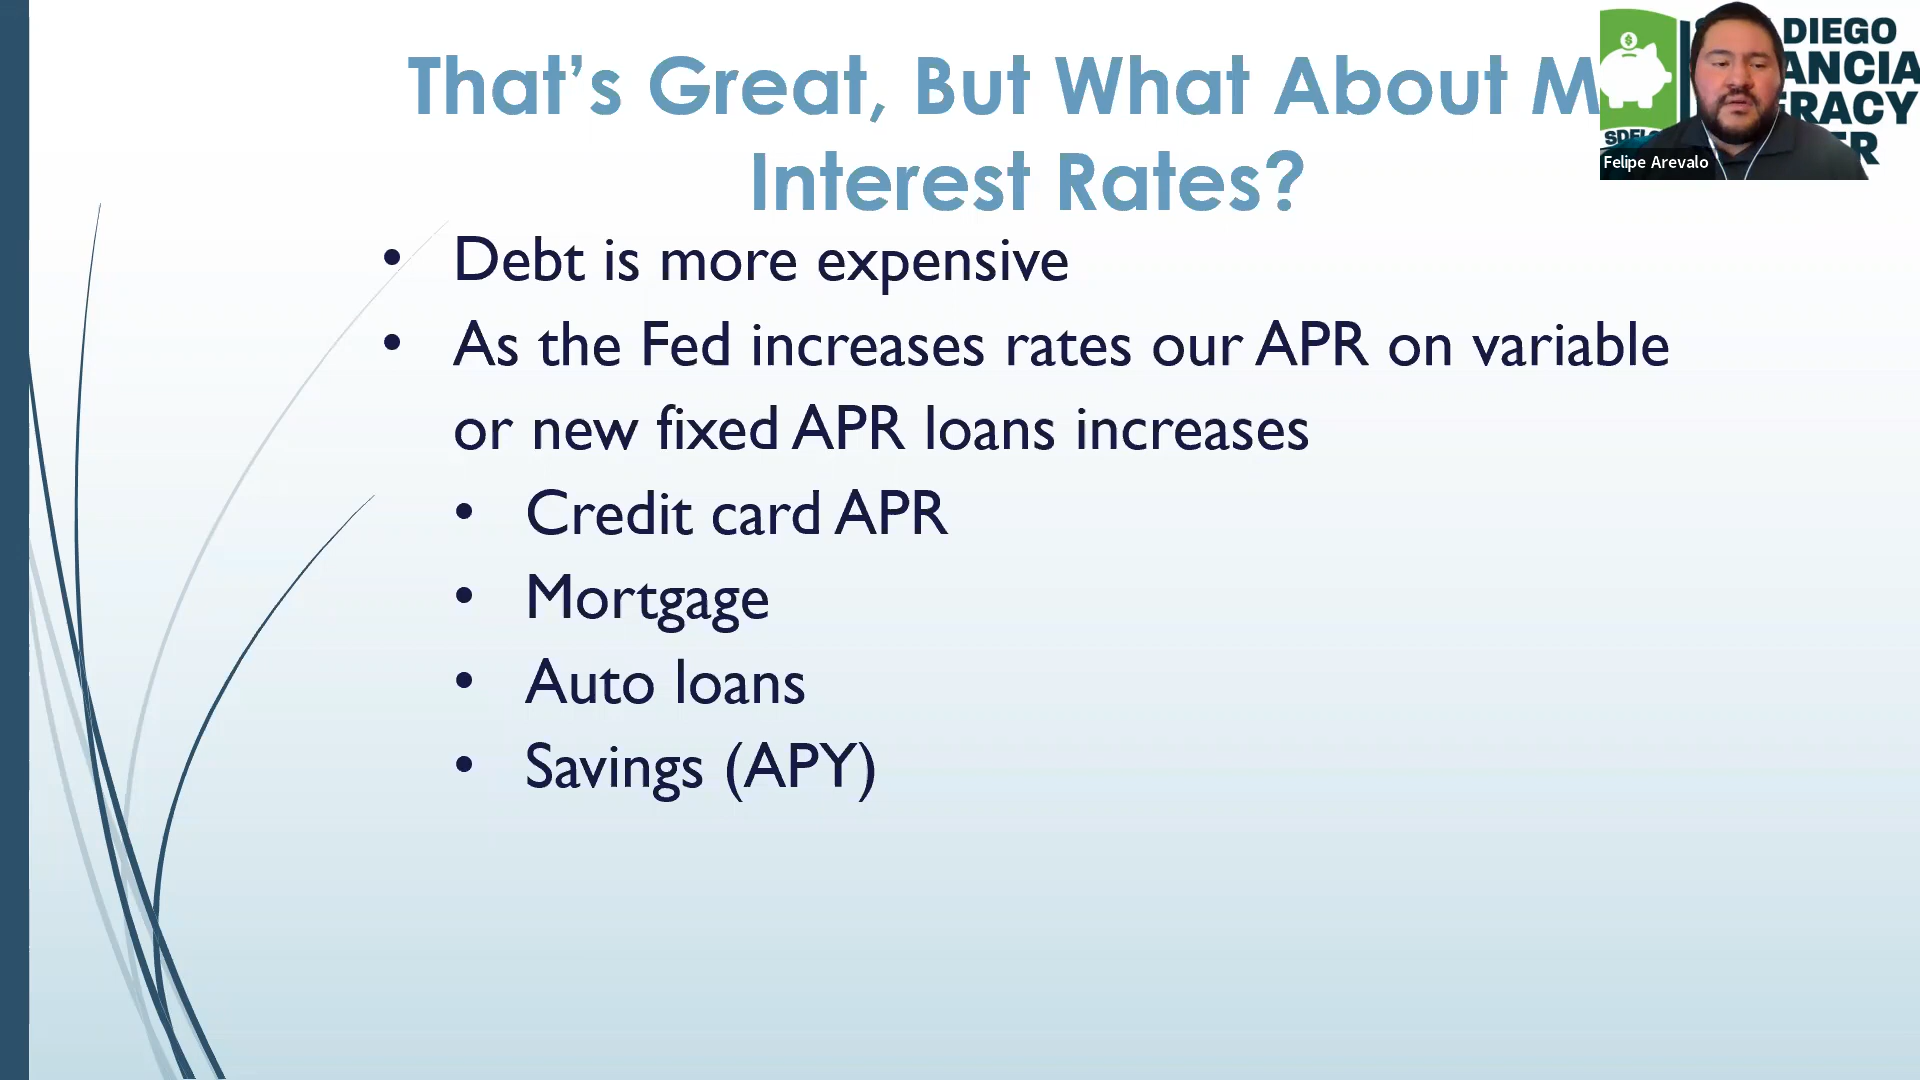 That’s Great, But What About M
Interest Rates?
• Debt is more expensive
• As the Fed increases rates our APR on variable
or new fixed APR loans increases
• Credit card APR
• Mortgage
• Auto loans
• Savings (APY)
DIEGO
ANCIA
RACY
Felipe Arevalo